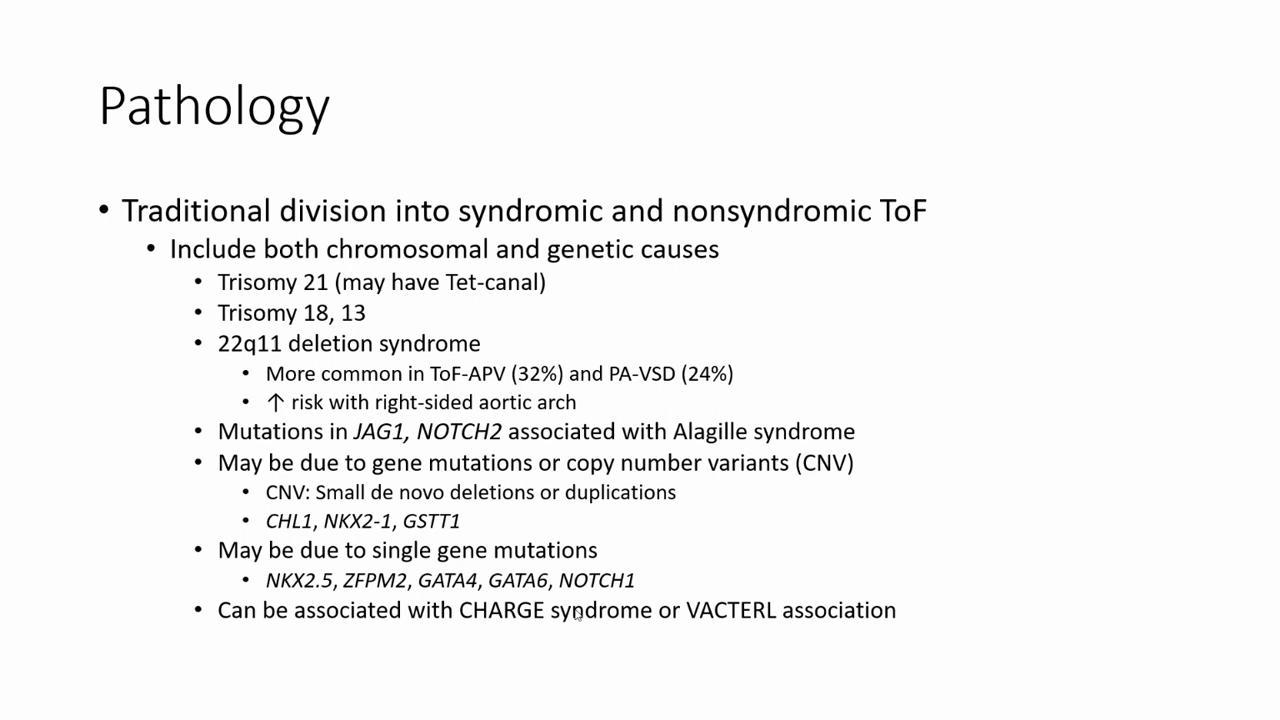 Pathology
• Traditional division into syndromic and nonsyndromic ToF
• Include both chromosomal and genetic causes
• Trisomy 21 (may have Tet-canal)
• Trisomy 18, 13
• 22q11 deletion syndrome
• More common in ToF-APV (32%) and PA-VSD (24%)
• ↑ risk with right-sided aortic arch
• Mutations in JAG1, NOTCH2 associated with Alagille syndrome
• May be due to gene mutations or copy number variants (CNV)
• CNV: Small de novo deletions or duplications
• CHL1, NKX2-1, GSTT1
• May be due to single gene mutations
• NKX2.5, ZFPM2, GATA4, GATA6, NOTCH1
• Can be associated with CHARGE syndrome or VACTERL association